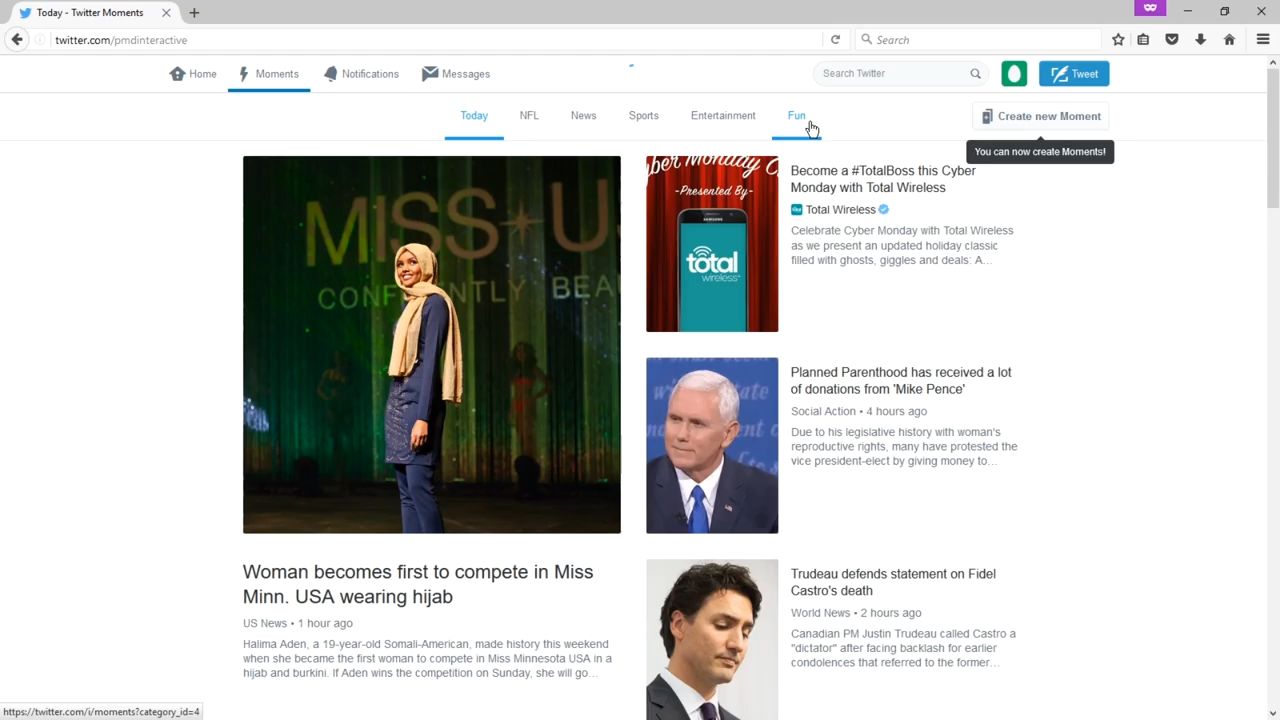 Today - Twitter Moments
twitter.com/pmdinteractive
Search
Home
Moments
Notifications
Messages
Search Twitter
Tweet
Today
NFL
News
Sports
Entertainment
Fun
Create new Moment
You can now create Moments!
MISS U
CONFIDENTLY BEAU
-Presented By-
SAMSUNG
total
wireless
Become a #TotalBoss this Cyber
Monday with Total Wireless
Total Wireless
Celebrate Cyber Monday with Total Wireless
as we present an updated holiday classic
filled with ghosts, giggles and deals: A…
Planned Parenthood has received a lot
of donations from 'Mike Pence'
Social Action • 4 hours ago
Due to his legislative history with woman's
reproductive rights, many have protested the
vice president-elect by giving money to…
Woman becomes first to compete in Miss
Minn. USA wearing hijab
US News • 1 hour ago
Halima Aden, a 19-year-old Somali-American, made history this weekend
when she became the first woman to compete in Miss Minnesota USA in a
hijab and burkini. If Aden wins the competition on Sunday, she will go…
Trudeau defends statement on Fidel
Castro's death
World News • 2 hours ago
Canadian PM Justin Trudeau called Castro a
"dictator" after facing backlash for earlier
condolences that referred to the former…
https://twitter.com/i/moments?category_id=4